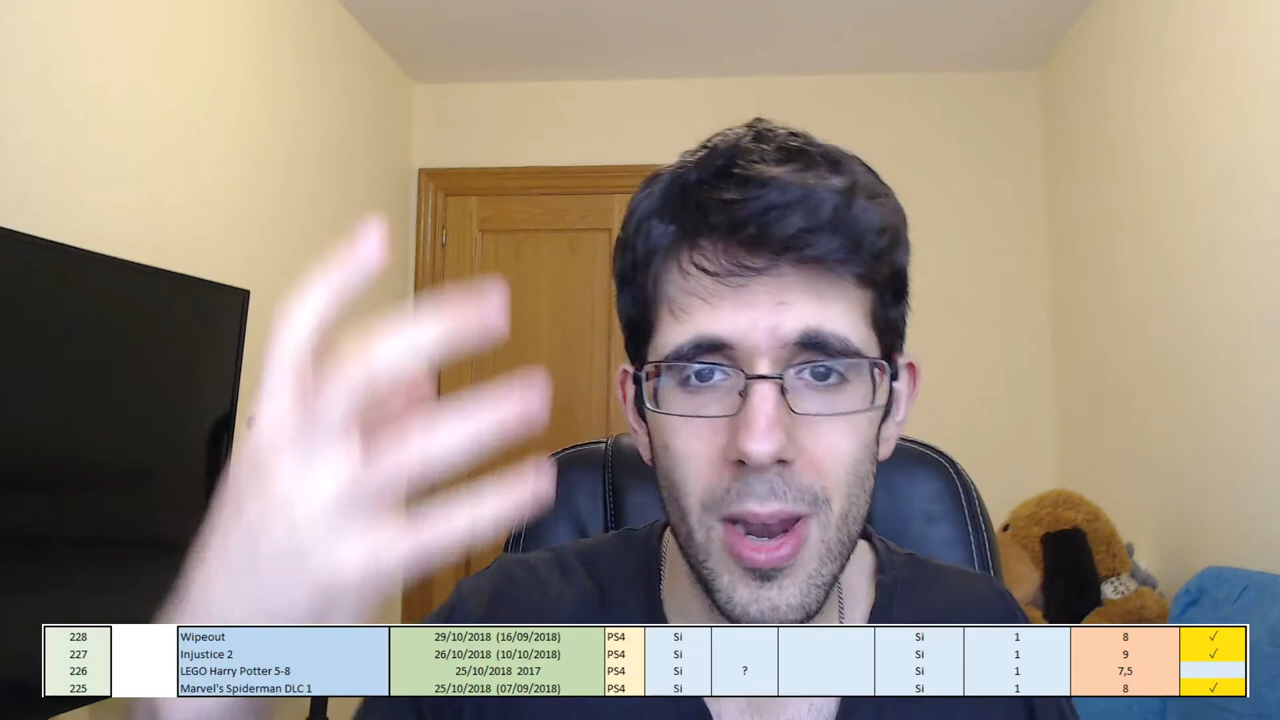 228 Wipeout 29/10/2018 (16/09/2018) PS4 Si Si 1 8 ✓
227 Injustice 2 26/10/2018 (10/10/2018) PS4 Si Si 1 9 ✓
226 LEGO Harry Potter 5-8 25/10/2018 2017 PS4 Si ? Si 1 7,5
225 Marvel's Spiderman DLC 1 25/10/2018 (07/09/2018) PS4 Si Si 1 8 ✓